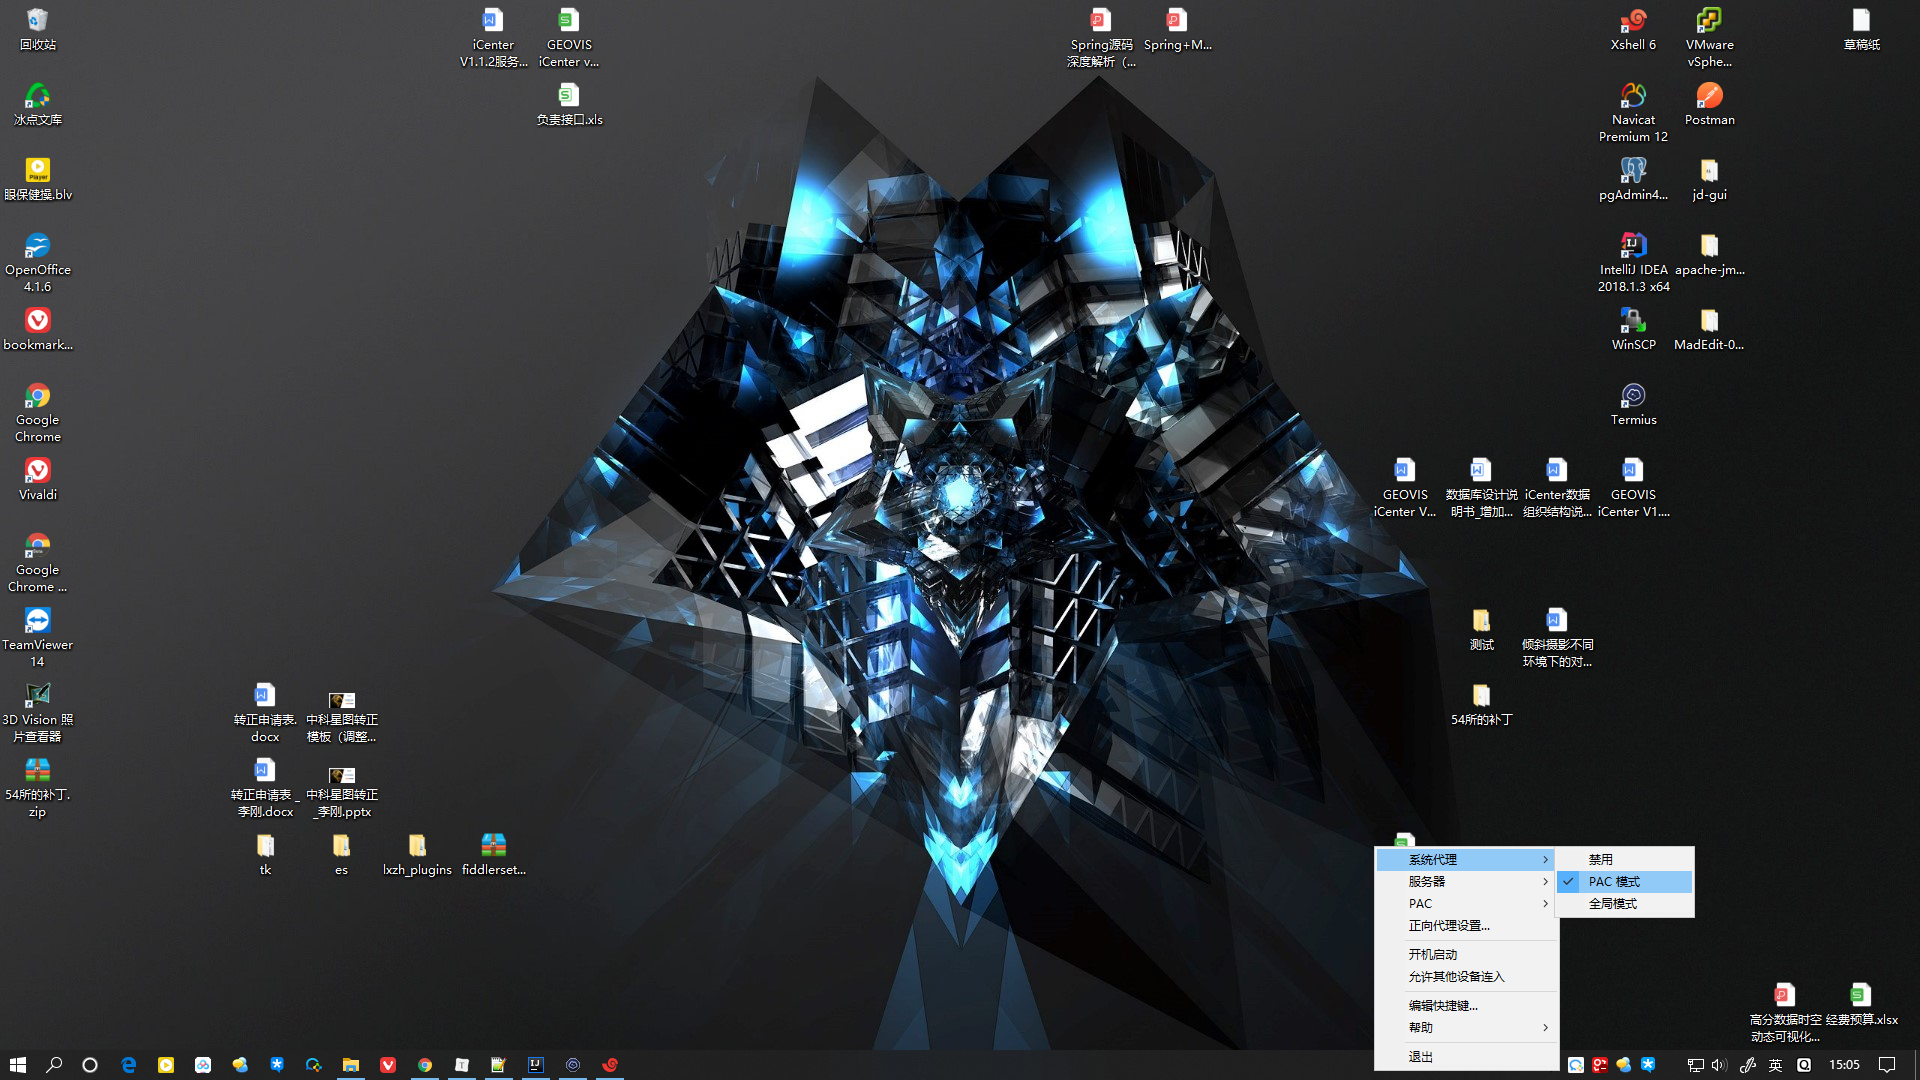 回收站
冰点文库
眼保健操.blv
OpenOffice
4.1.6
bookmark...
Google
Chrome
Vivaldi
Google
Chrome ...
TeamViewer
14
3D Vision 照
片查看器
54所的补丁.
zip
iCenter
V1.1.2服务...
GEOVIS
iCenter v...
负责接口.xls
转正申请表.
docx
中科星图转正
模板（调整...
转正申请表_
李刚.docx
中科星图转正
_李刚.pptx
tk
es
lxzh_plugins
fiddlerset...
Spring源码
深度解析（...
Spring+M...
Xshell 6
VMware
vSphe...
草稿纸
Navicat
Premium 12
Postman
pgAdmin4...
jd-gui
IntelliJ IDEA
2018.1.3 x64
apache-jm...
WinSCP
MadEdit-0...
Termius
GEOVIS
iCenter V...
数据库设计说
明书_增加...
iCenter数据
组织结构说...
GEOVIS
iCenter V1....
测试
倾斜摄影不同
环境下的对...
54所的补丁
系统代理
服务器
PAC
正向代理设置...
开机启动
允许其他设备连入
编辑快捷键...
帮助
退出
禁用
PAC 模式
全局模式
高分数据时空
动态可视化...
经费预算.xlsx
英
15:05